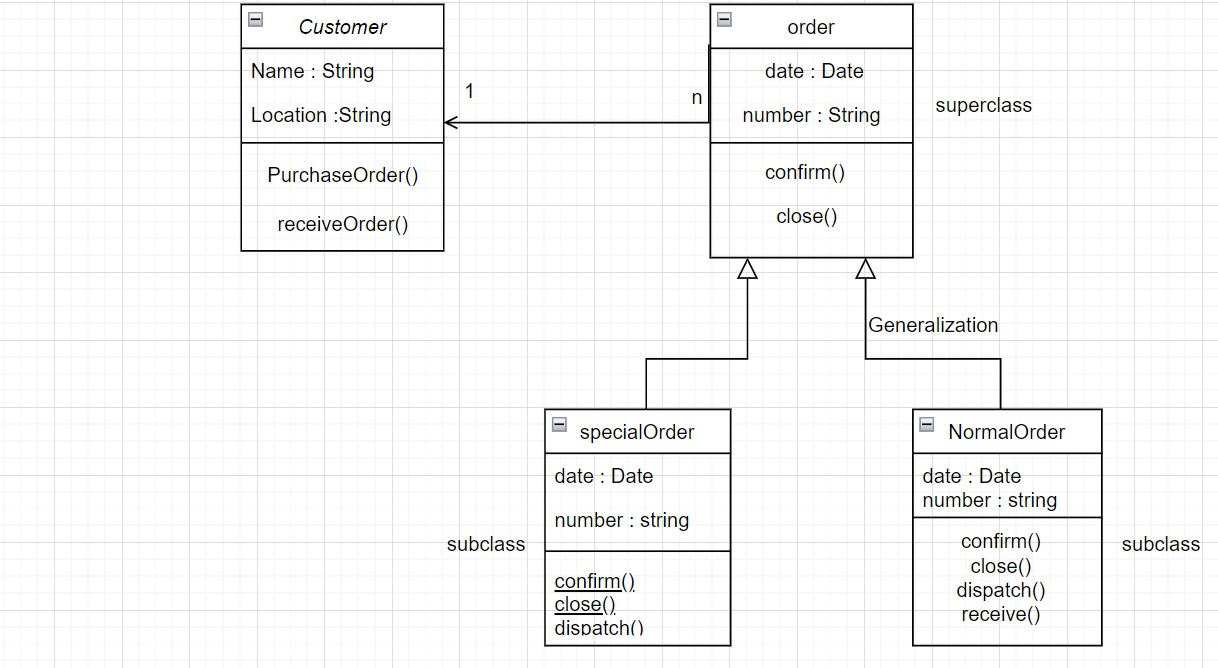 Customer
Name : String
Location :String
PurchaseOrder()
receiveOrder()
1
n
order
date : Date
number : String
confirm()
close()
superclass
Generalization
specialOrder
date : Date
number : string
confirm()
close()
dispatch()
subclass
NormalOrder
date : Date
number : string
confirm()
close()
dispatch()
receive()
subclass